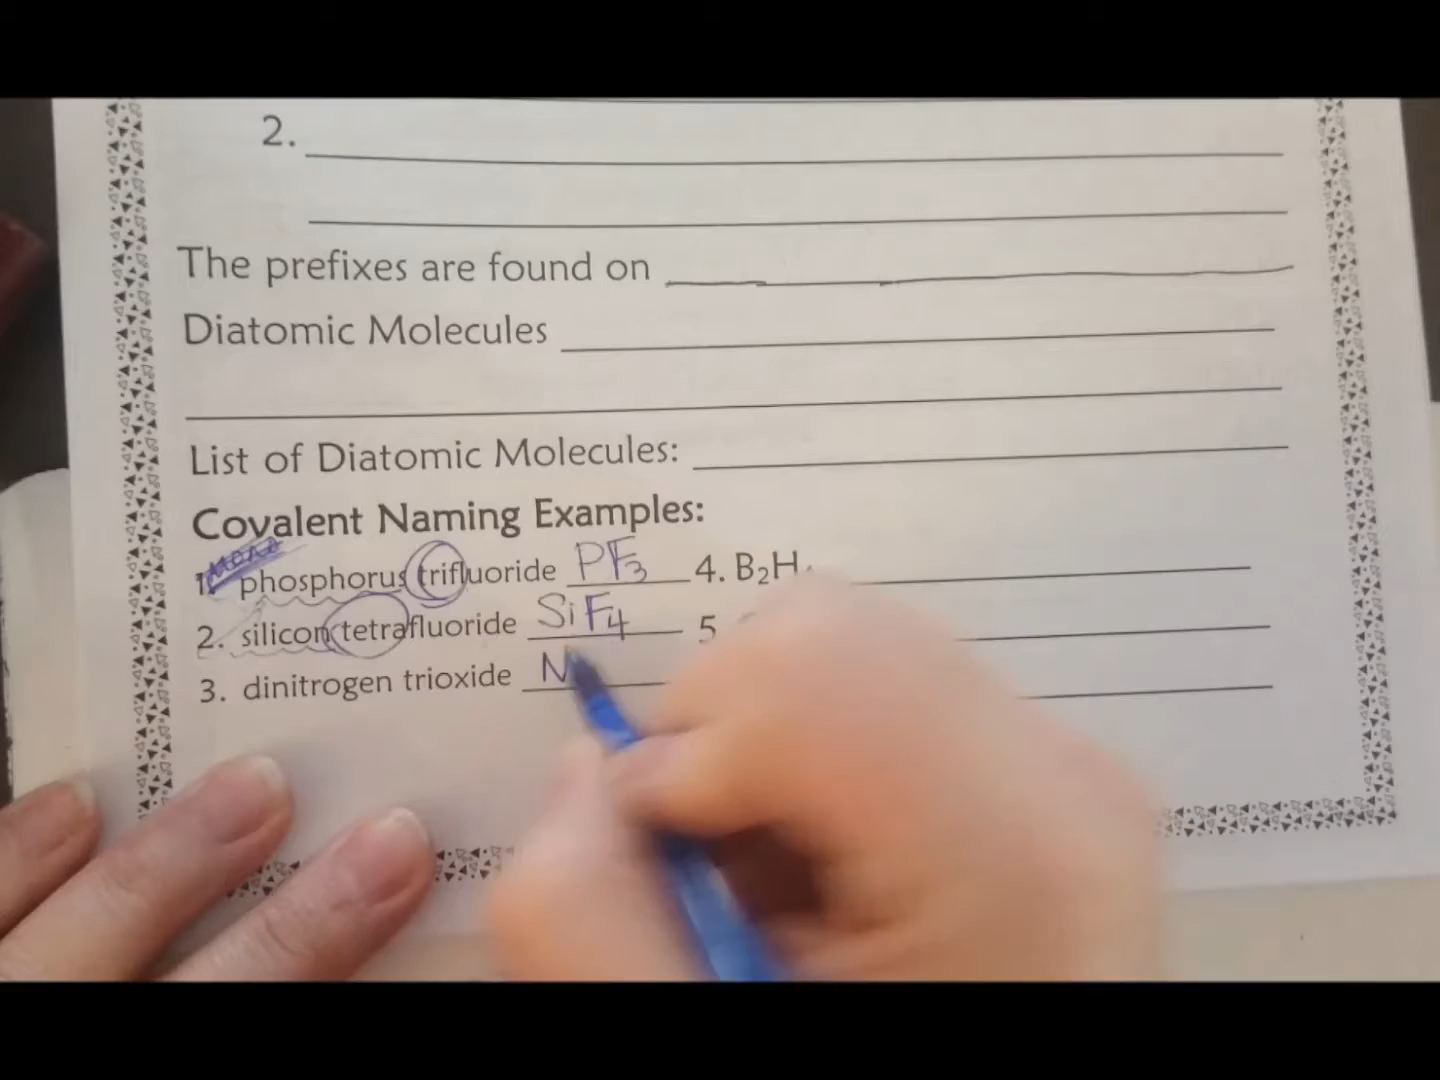 2.
The prefixes are found on
Diatomic Molecules
List of Diatomic Molecules:
Covalent Naming Examples:
Mono
1. phosphorus trifluoride PF₃ 4. B₂H
2. silicon tetrafluoride SiF₄ 5
3. dinitrogen trioxide N